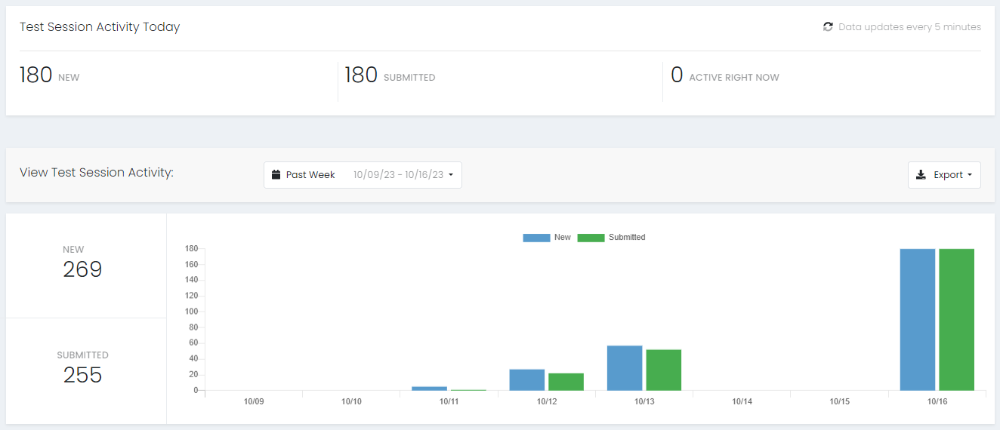 Test Session Activity Today
Data updates every 5 minutes
180 NEW
180 SUBMITTED
0 ACTIVE RIGHT NOW
View Test Session Activity:
Past Week 10/09/23 - 10/16/23
Export
NEW
269
SUBMITTED
255
New Submitted
180
160
140
120
100
80
60
40
20
0
10/09 10/10 10/11 10/12 10/13 10/14 10/15 10/16